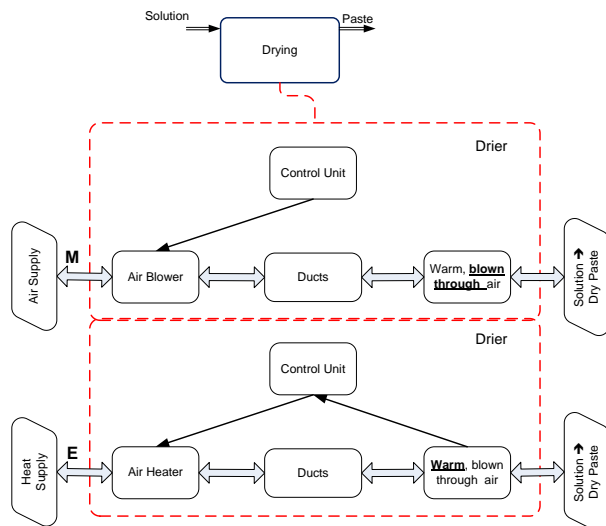 Solution
Paste
Drying
Drier
Control Unit
Air Supply
M
Air Blower
Ducts
Warm, blown
through air
Solution ➔
Dry Paste
Drier
Control Unit
Heat
Supply
E
Air Heater
Ducts
Warm, blown
through air
Solution ➔
Dry Paste